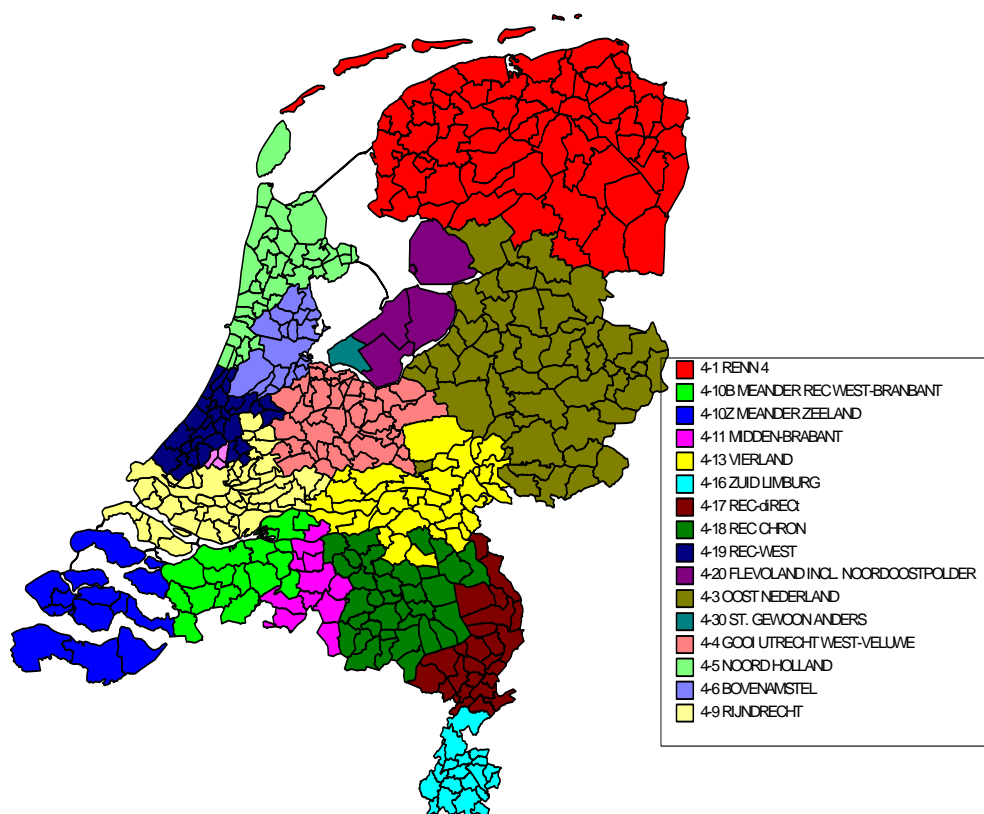 4-1 RENN 4
4-10B MEANDER REC WEST-BRANBANT
4-10Z MEANDER ZEELAND
4-11 MIDDEN-BRABANT
4-13 VIERLAND
4-16 ZUID LIMBURG
4-17 REC-diRECt
4-18 REC CHRON
4-19 REC-WEST
4-20 FLEVOLAND INCL. NOORDOOSTPOLDER
4-3 OOST NEDERLAND
4-30 ST. GEWOON ANDERS
4-4 GOOI UTRECHT WEST-VELUWE
4-5 NOORD HOLLAND
4-6 BOVENAMSTEL
4-9 RIJNDRECHT